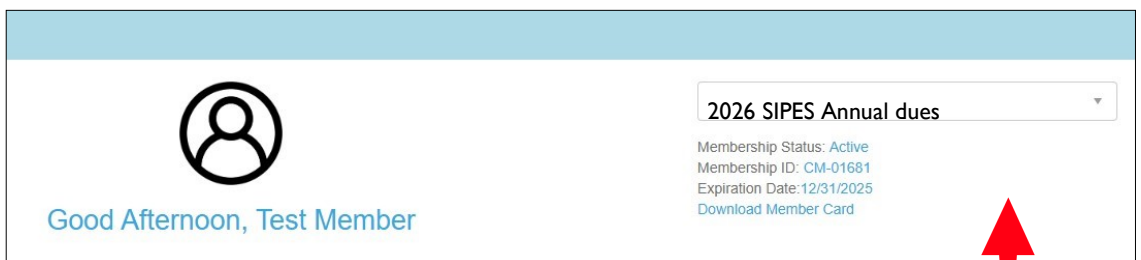 2026 SIPES Annual dues
Membership Status: Active
Membership ID: CM-01681
Expiration Date:12/31/2025
Download Member Card
Good Afternoon, Test Member